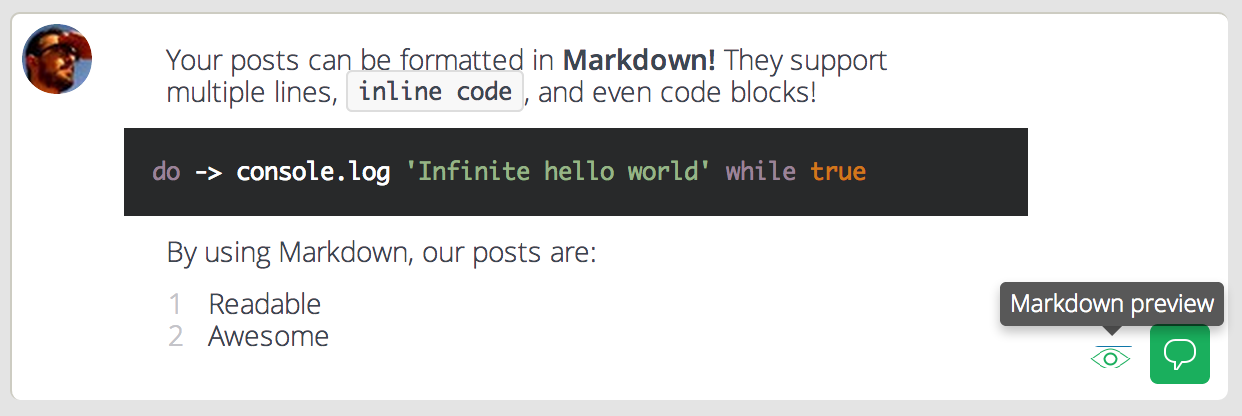 Your posts can be formatted in Markdown! They support
multiple lines, inline code, and even code blocks!
do -> console.log 'Infinite hello world' while true
By using Markdown, our posts are:
1 Readable
2 Awesome
Markdown preview